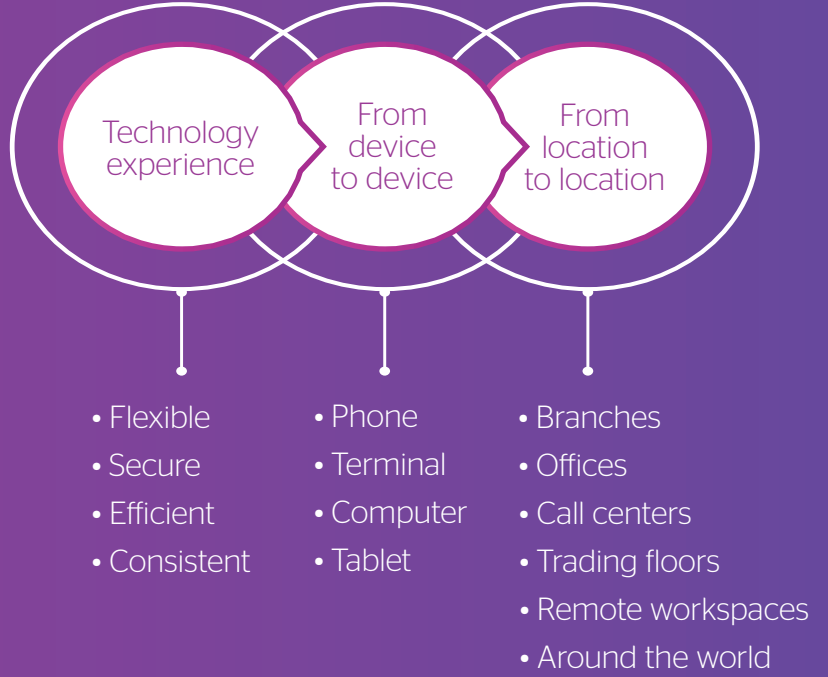 Technology
experience
From
device
to device
From
location
to location
• Flexible
• Secure
• Efficient
• Consistent
• Phone
• Terminal
• Computer
• Tablet
• Branches
• Offices
• Call centers
• Trading floors
• Remote workspaces
• Around the world